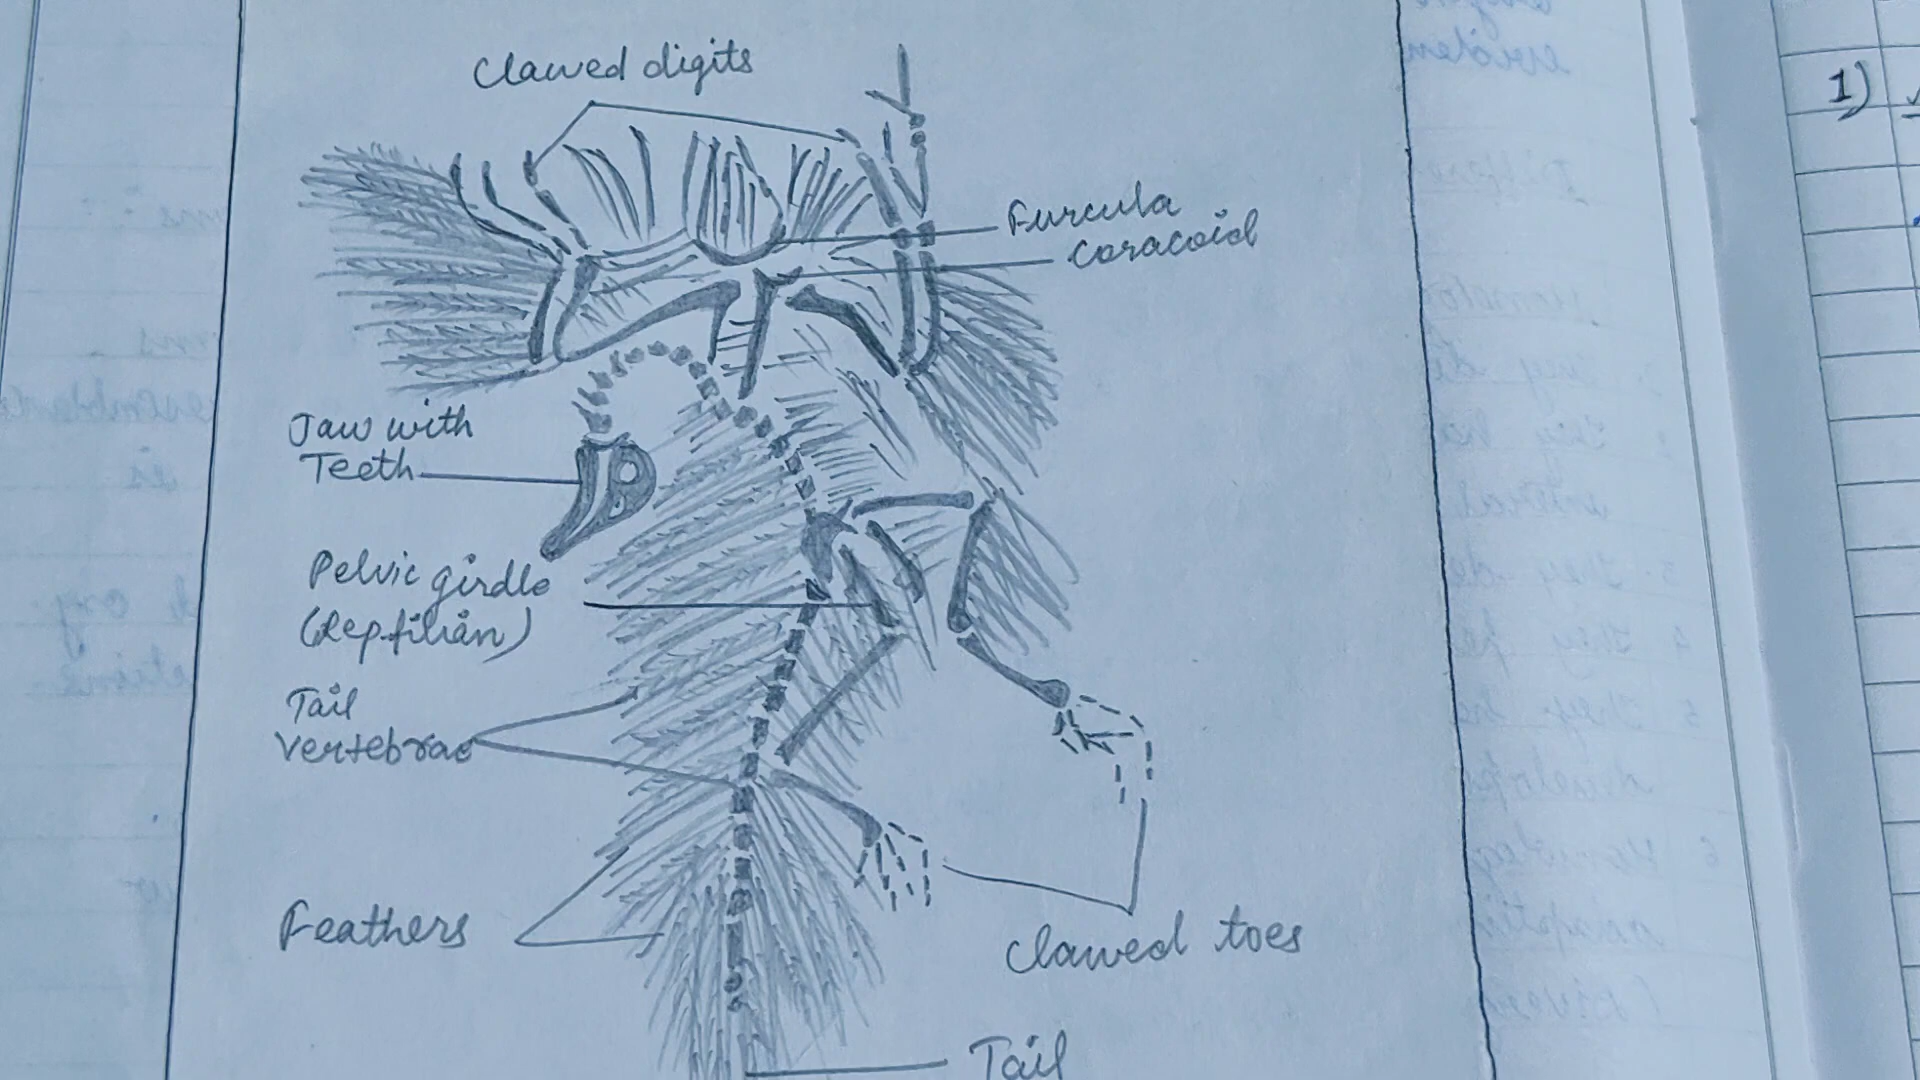 Clawed digits
Furcula
Coracoid
Jaw with
Teeth
Pelvic girdle
(Reptilian)
Tail
Vertebrae
Feathers
Clawed toes
Tail
1)